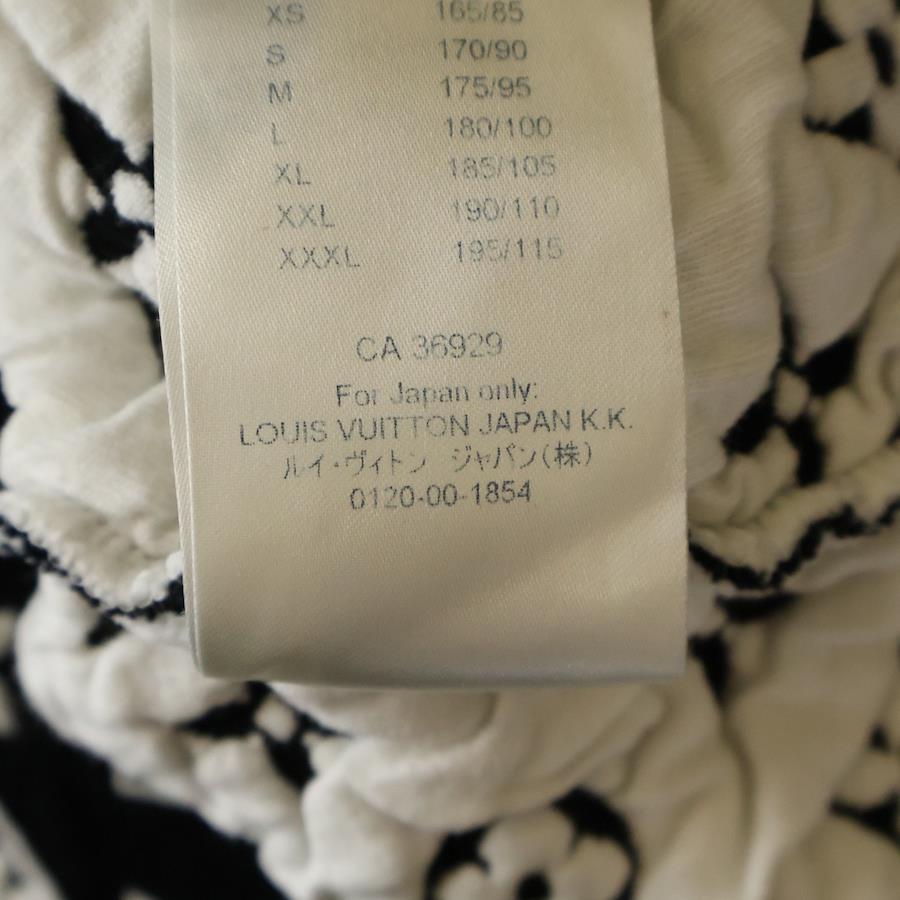 XS 165/85
S 170/90
M 175/95
L 180/100
XL 185/105
XXL 190/110
XXXL 195/115
CA 36929
For Japan only:
LOUIS VUITTON JAPAN K.K.
ルイ・ヴィトン ジャパン(株)
0120-00-1854